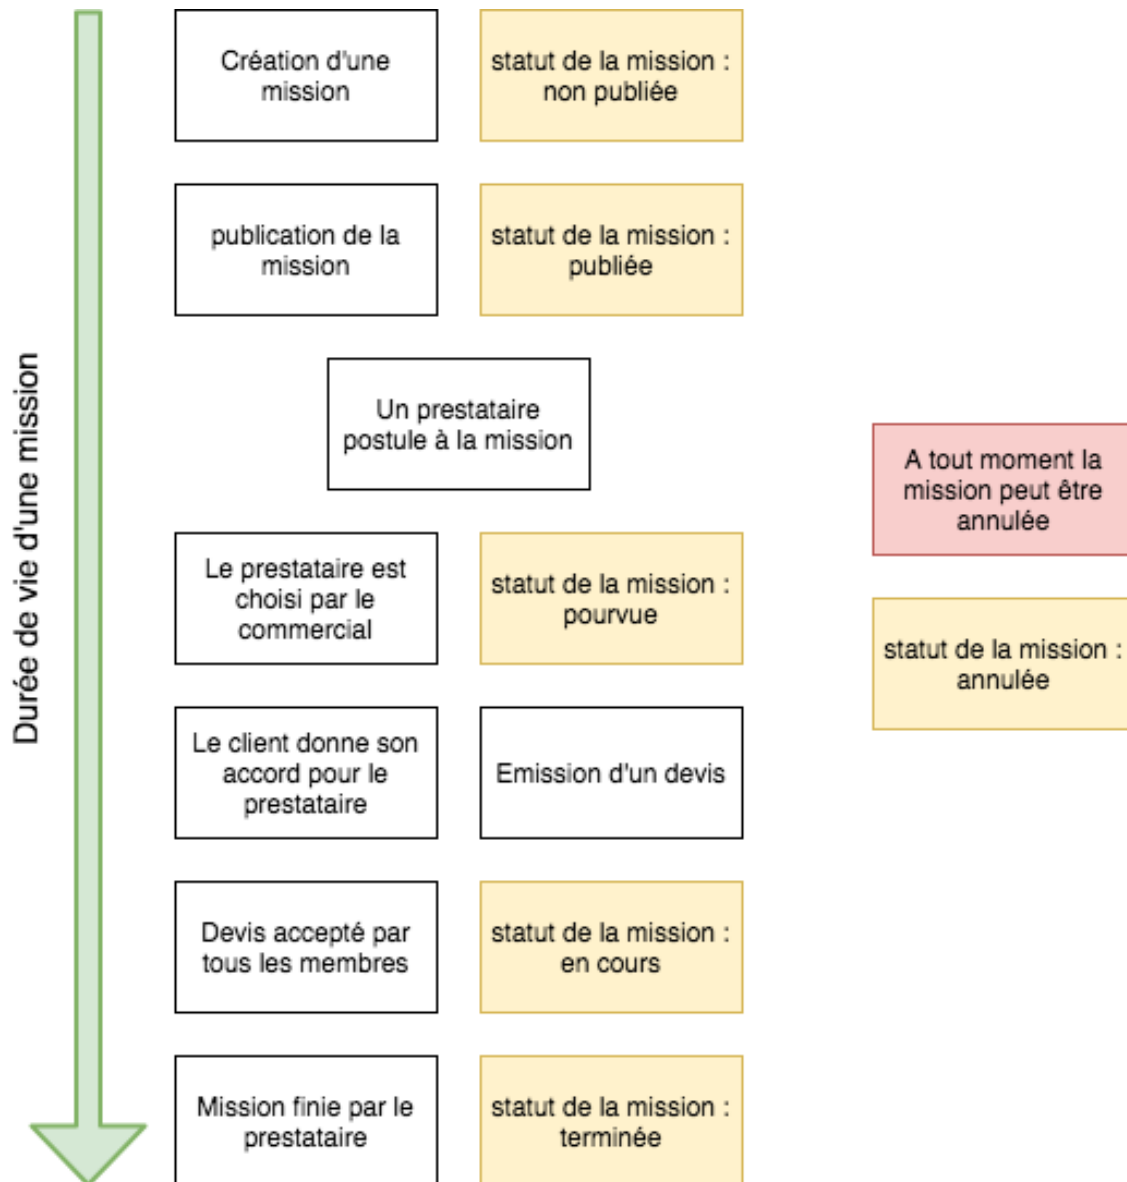 Durée de vie d'une mission
Création d'une
mission
statut de la mission :
non publiée
publication de la
mission
statut de la mission :
publiée
Un prestataire
postule à la mission
Le prestataire est
choisi par le
commercial
statut de la mission :
pourvue
Le client donne son
accord pour le
prestataire
Emission d'un devis
Devis accepté par
tous les membres
statut de la mission :
en cours
Mission finie par le
prestataire
statut de la mission :
terminée
A tout moment la
mission peut être
annulée
statut de la mission :
annulée